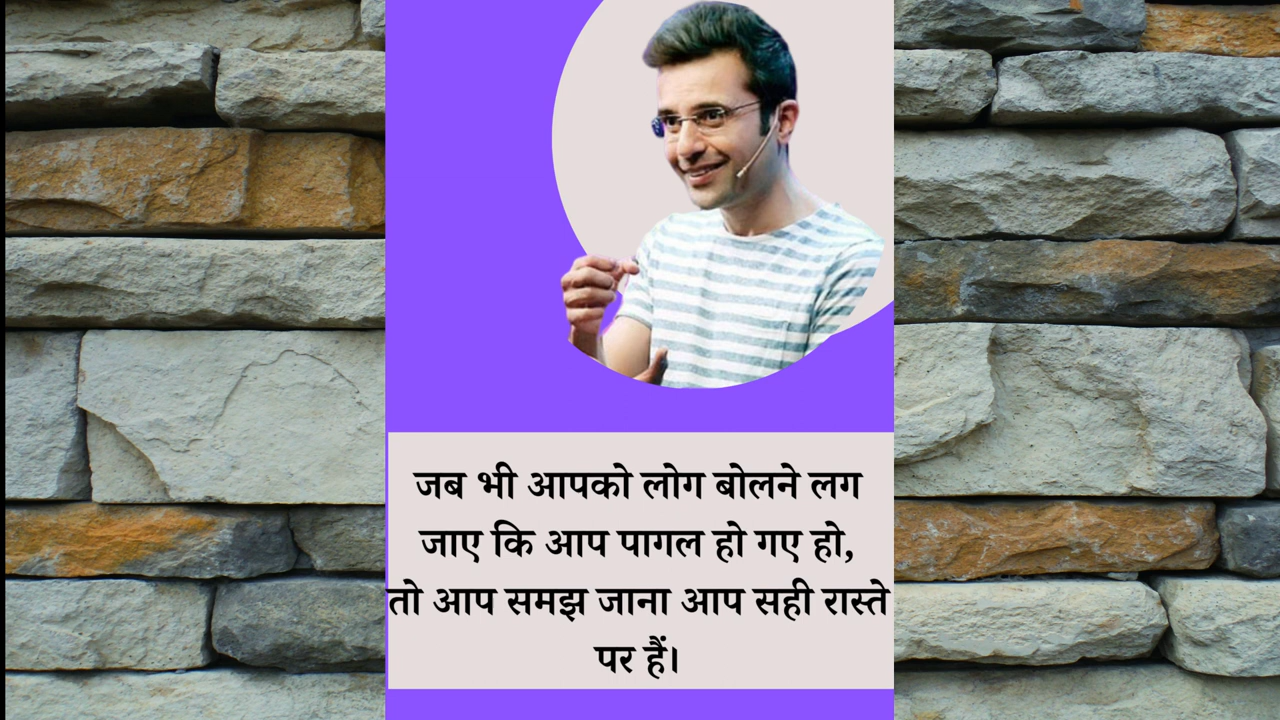 जब भी आपको लोग बोलने लग
जाए कि आप पागल हो गए हो,
तो आप समझ जाना आप सही रास्ते
पर हैं।